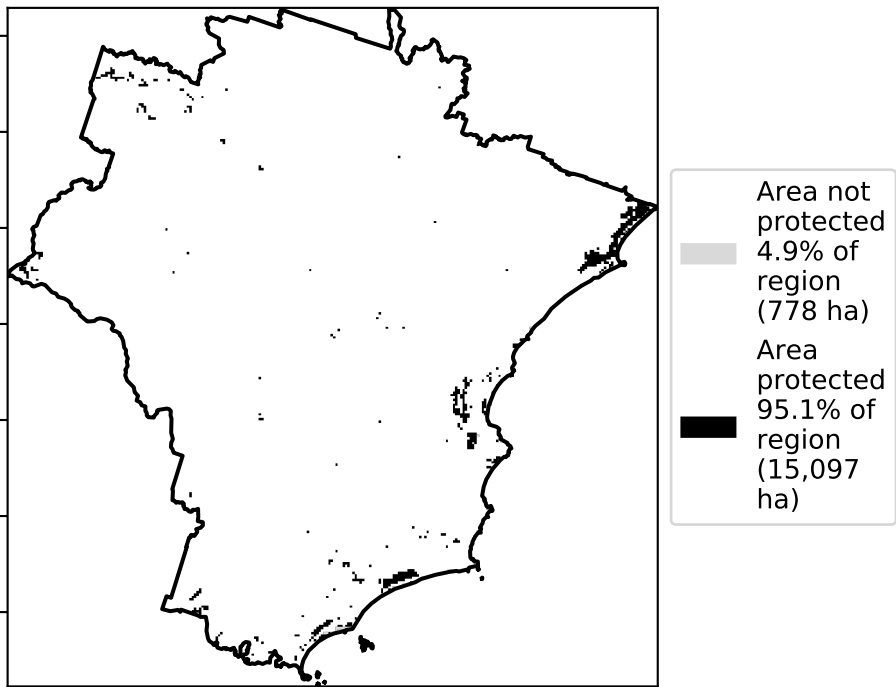 Area not
protected
4.9% of
region
(778 ha)
Area
protected
95.1% of
region
(15,097
ha)